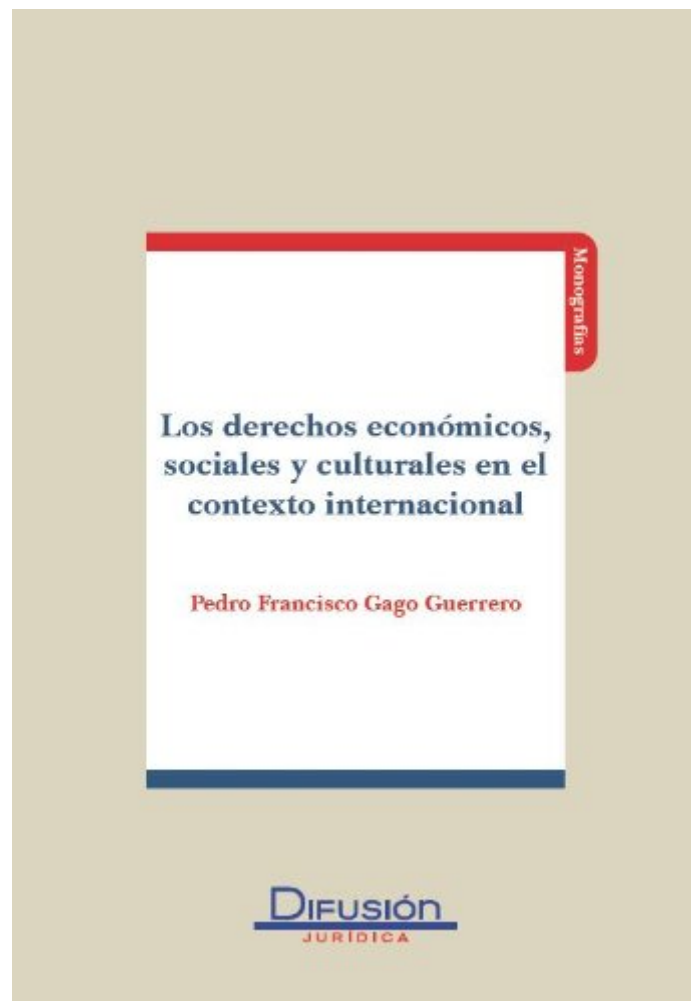 Monografías
Los derechos económicos,
sociales y culturales en el
contexto internacional
Pedro Francisco Gago Guerrero
DIFUSIÓN
JURÍDICA